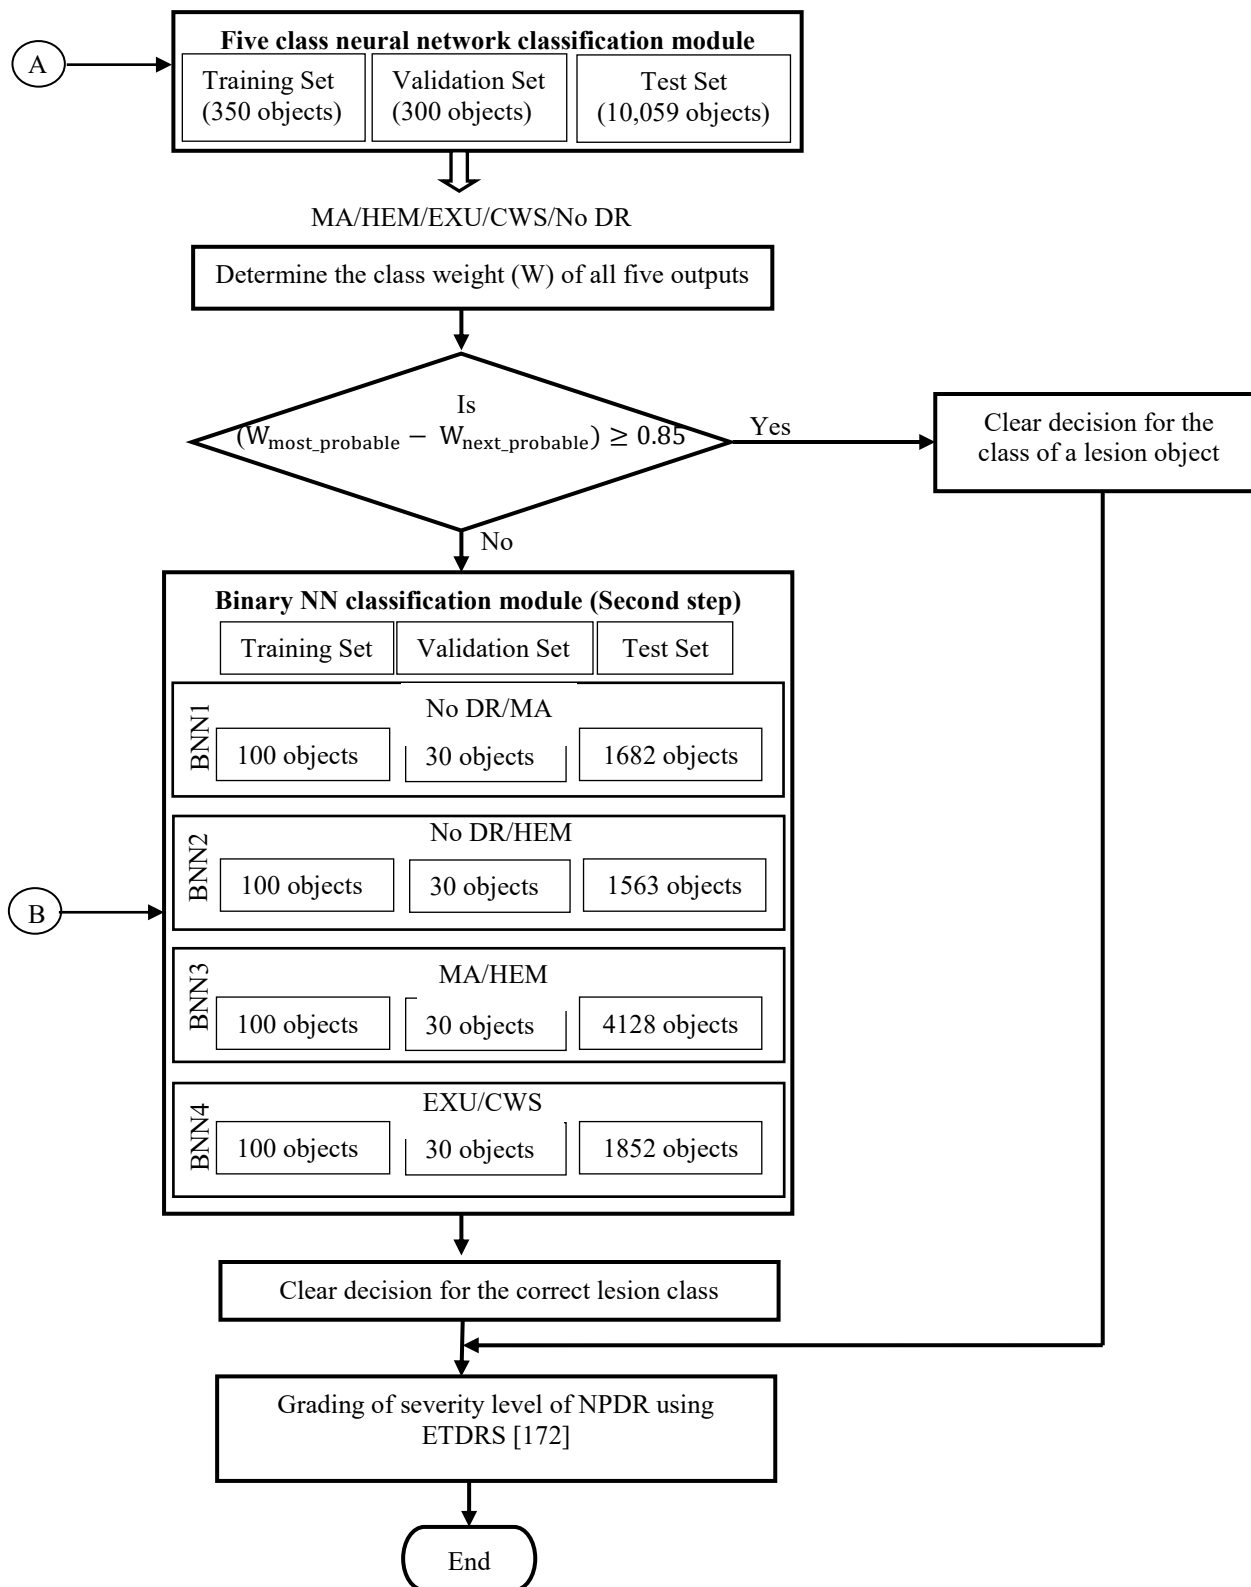 Five class neural network classification module
A
Training Set
(350 objects)
Validation Set
(300 objects)
Test Set
(10,059 objects)
MA/HEM/EXU/CWS/No DR
Determine the class weight (W) of all five outputs
Is
(W_most_probable − W_next_probable) ≥ 0.85
Yes
Clear decision for the
class of a lesion object
No
Binary NN classification module (Second step)
Training Set
Validation Set
Test Set
BNN1
No DR/MA
100 objects
30 objects
1682 objects
BNN2
No DR/HEM
100 objects
30 objects
1563 objects
B
BNN3
MA/HEM
100 objects
30 objects
4128 objects
BNN4
EXU/CWS
100 objects
30 objects
1852 objects
Clear decision for the correct lesion class
Grading of severity level of NPDR using
ETDRS [172]
End